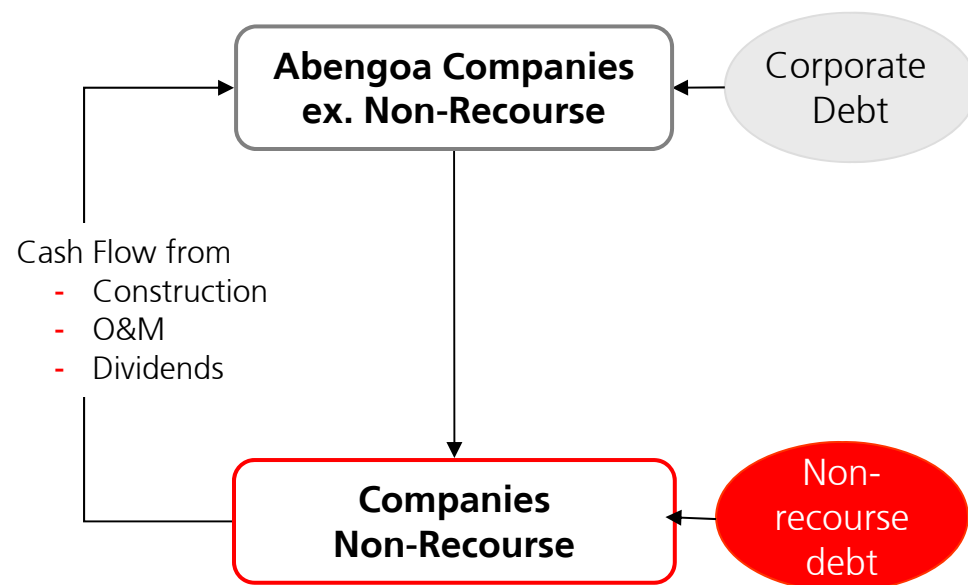 Abengoa Companies
ex. Non-Recourse
Corporate
Debt
Cash Flow from
- Construction
- O&M
- Dividends
Companies
Non-Recourse
Non-
recourse
debt